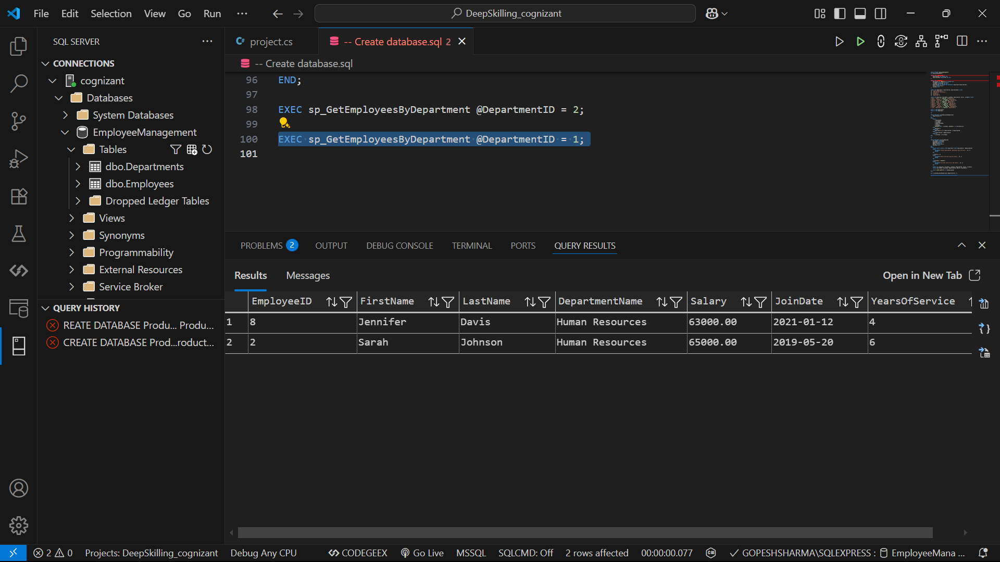 File Edit Selection View Go Run ··· DeepSkilling_cognizant
SQL SERVER ···
project.cs
-- Create database.sql 2
-- Create database.sql
CONNECTIONS
cognizant
Databases
System Databases
EmployeeManagement
Tables
dbo.Departments
dbo.Employees
Dropped Ledger Tables
Views
Synonyms
Programmability
External Resources
Service Broker
QUERY HISTORY
REATE DATABASE Produ... Produ...
CREATE DATABASE Prod...roduct...
96 END;
97
98 EXEC sp_GetEmployeesByDepartment @DepartmentID = 2;
99
100 EXEC sp_GetEmployeesByDepartment @DepartmentID = 1;
101
PROBLEMS 2 OUTPUT DEBUG CONSOLE TERMINAL PORTS QUERY RESULTS
Results Messages Open in New Tab
EmployeeID FirstName LastName DepartmentName Salary JoinDate YearsOfService
1 8 Jennifer Davis Human Resources 63000.00 2021-01-12 4
2 2 Sarah Johnson Human Resources 65000.00 2019-05-20 6
2 0 Projects: DeepSkilling_cognizant Debug Any CPU CODEGEEX Go Live MSSQL SQLCMD: Off 2 rows affected 00:00:00.077 GOPESHSHARMA\SQLEXPRESS : EmployeeMana ...